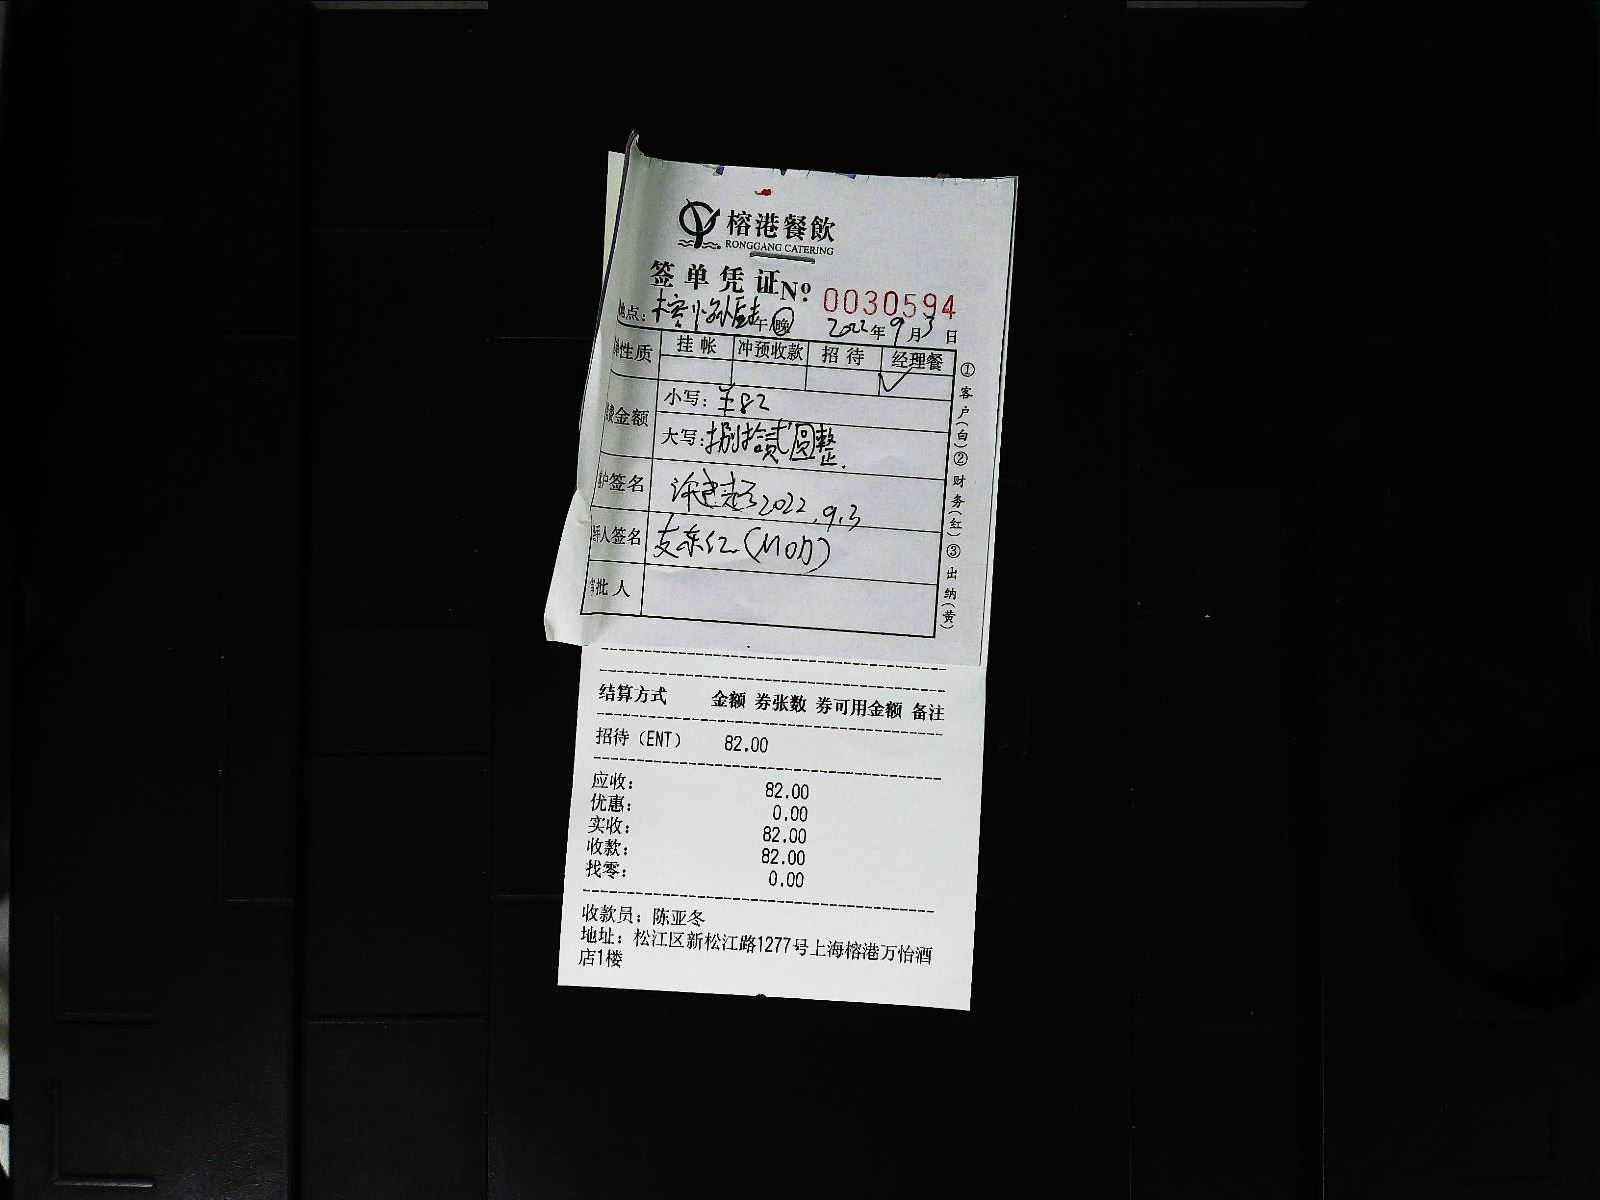 榕港餐飲
RONGGANG CATERING
签单凭证 Nº 0030594
地点: 午 晚 2022年9月3日
性质 挂帐 冲预收款 招待 经理餐
金额 小写: ¥82
大写: 捌拾贰圆整.
户签名 许建超 2022.9.3
人签名 (MOD)
批人
①客户(白)②财务(红)③出纳(黄)
结算方式 金额 券张数 券可用金额 备注
招待(ENT) 82.00
应收: 82.00
优惠: 0.00
实收: 82.00
收款: 82.00
找零: 0.00
收款员: 陈亚冬
地址: 松江区新松江路1277号上海榕港万怡酒
店1楼